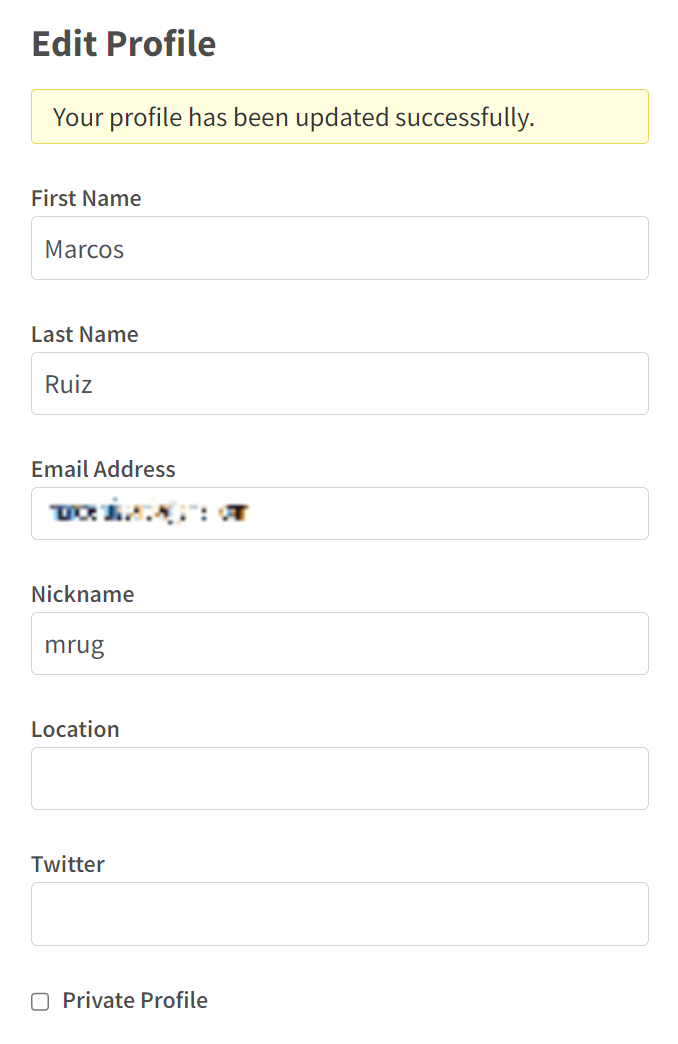 Edit Profile
Your profile has been updated successfully.
First Name
Marcos
Last Name
Ruiz
Email Address
Nickname
mrug
Location
Twitter
Private Profile